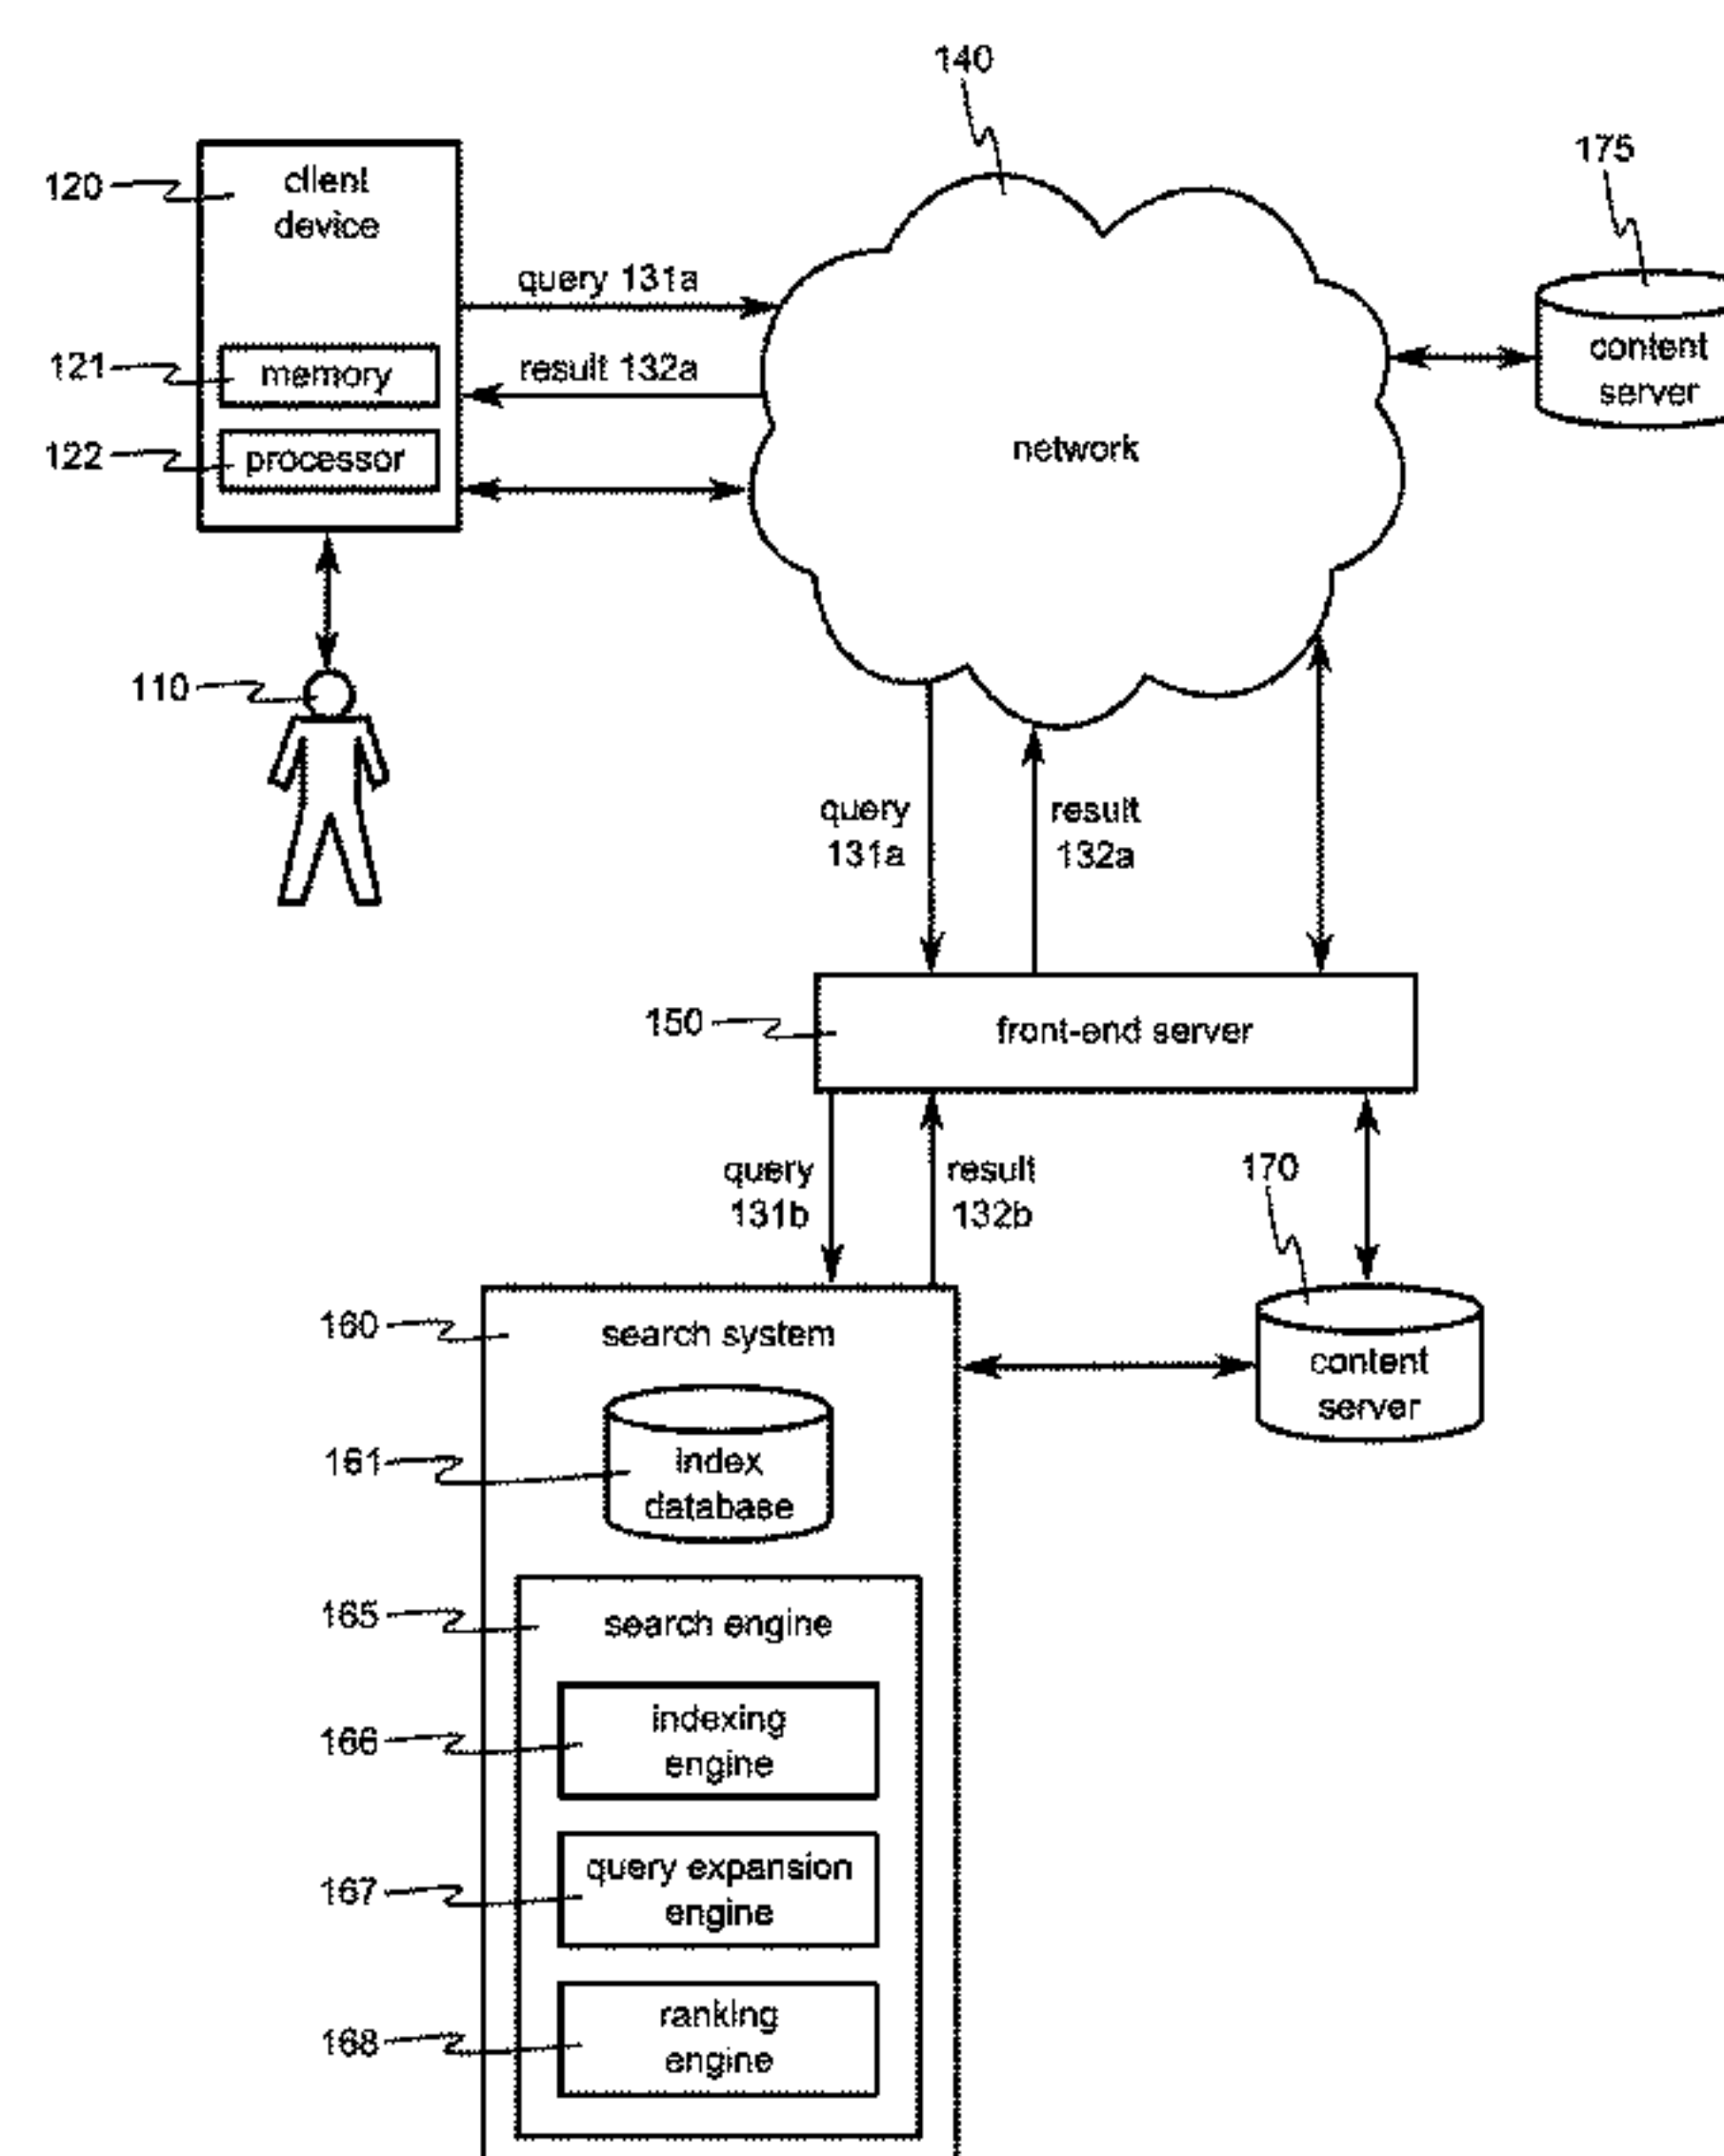 140
175
120
client
device
query 131a
121
memory
result 132a
content
server
122
processor
network
110
query
131a
result
132a
150
front-end server
query
131b
result
132b
170
160
search system
content
server
161
index
database
165
search engine
166
indexing
engine
167
query expansion
engine
168
ranking
engine